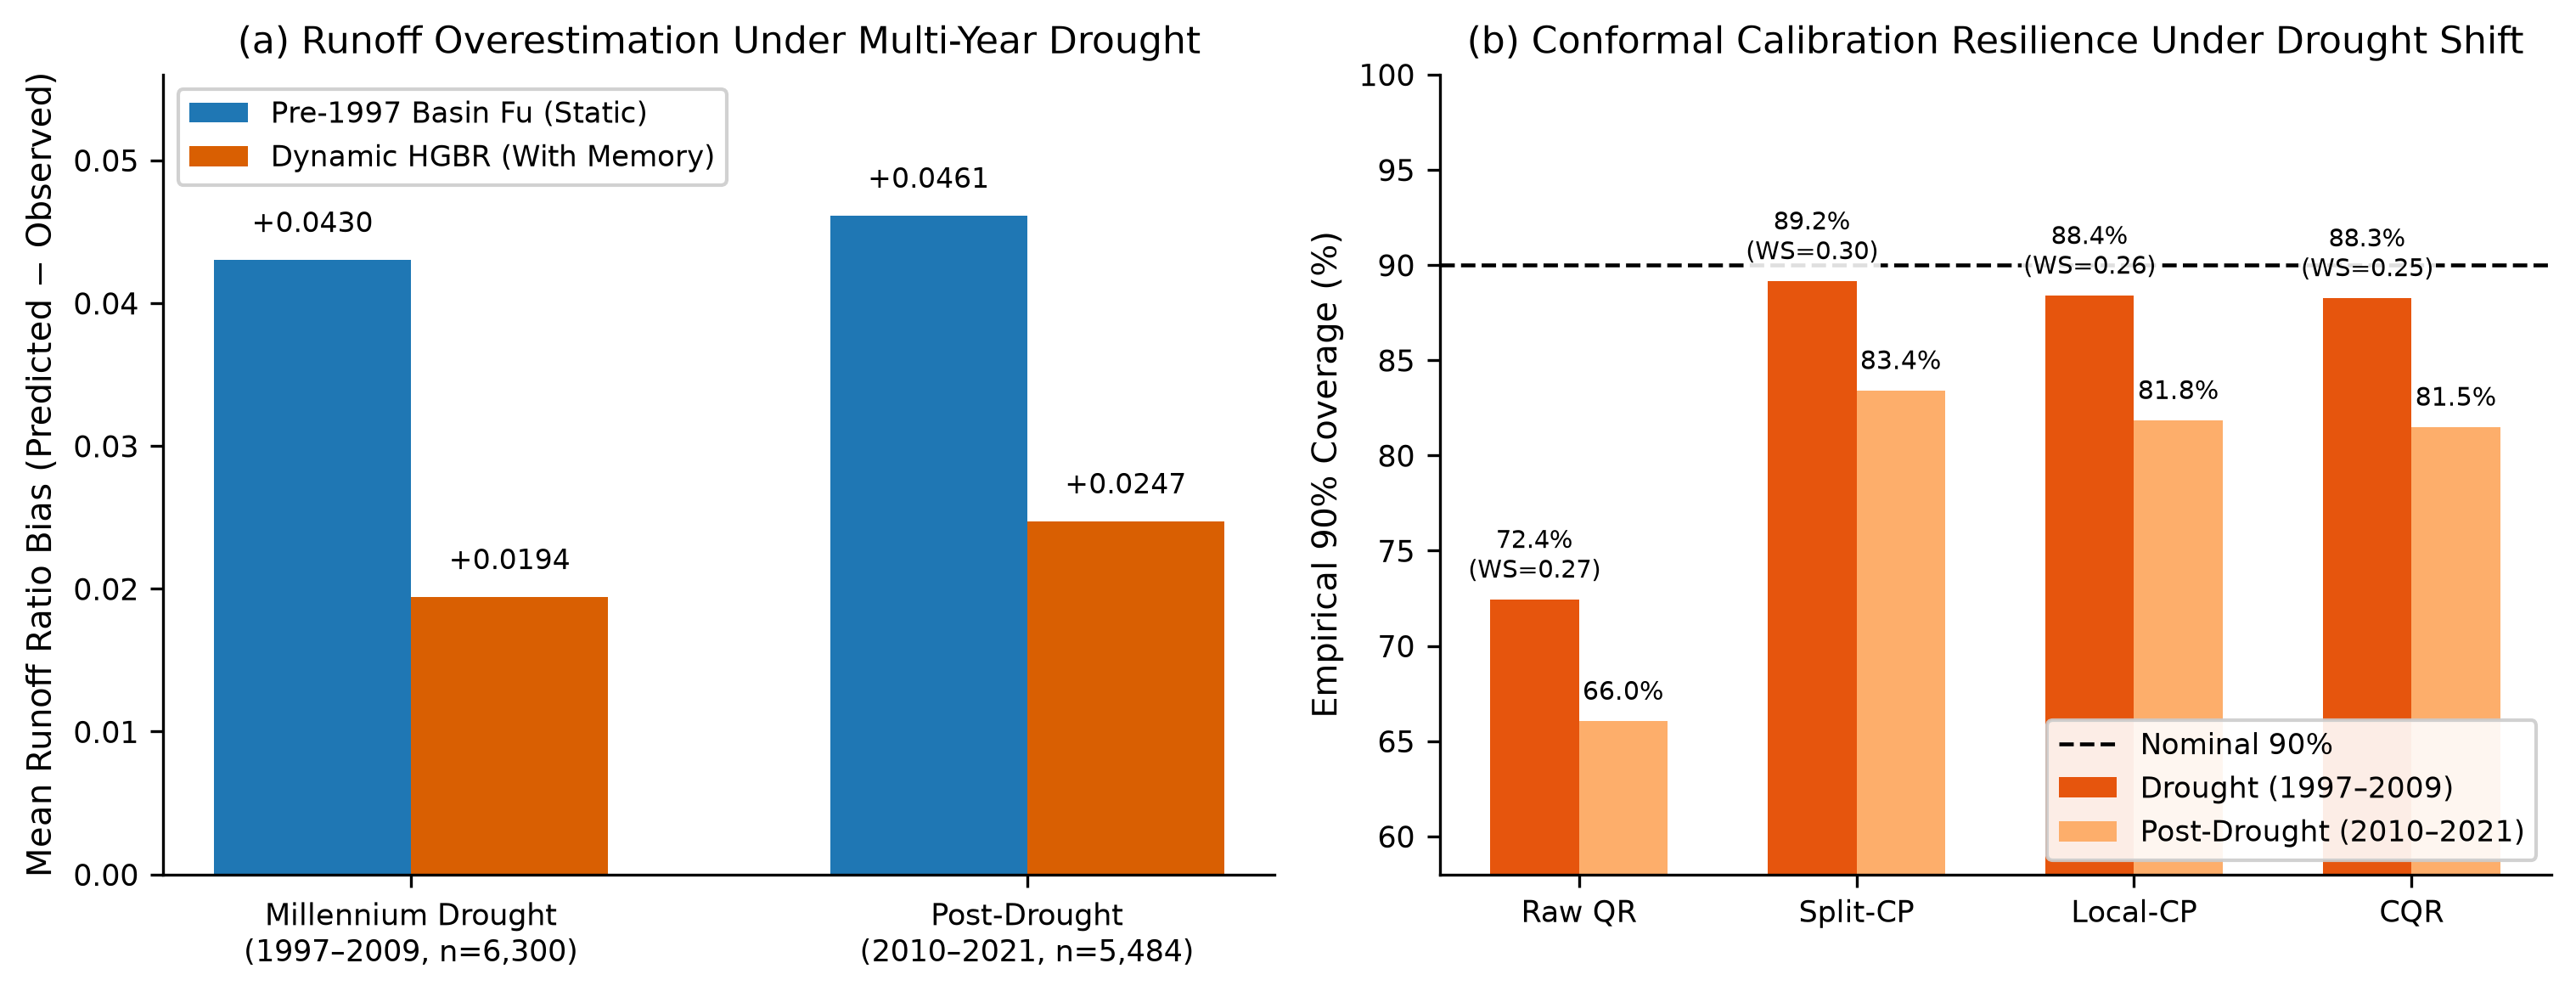 (a) Runoff Overestimation Under Multi-Year Drought
Mean Runoff Ratio Bias (Predicted − Observed)
0.05
0.04
0.03
0.02
0.01
0.00
Pre-1997 Basin Fu (Static)
Dynamic HGBR (With Memory)
+0.0430
+0.0194
+0.0461
+0.0247
Millennium Drought
(1997–2009, n=6,300)
Post-Drought
(2010–2021, n=5,484)
(b) Conformal Calibration Resilience Under Drought Shift
Empirical 90% Coverage (%)
100
95
90
85
80
75
70
65
60
72.4%
(WS=0.27)
66.0%
89.2%
(WS=0.30)
83.4%
88.4%
(WS=0.26)
81.8%
88.3%
(WS=0.25)
81.5%
Nominal 90%
Drought (1997–2009)
Post-Drought (2010–2021)
Raw QR
Split-CP
Local-CP
CQR